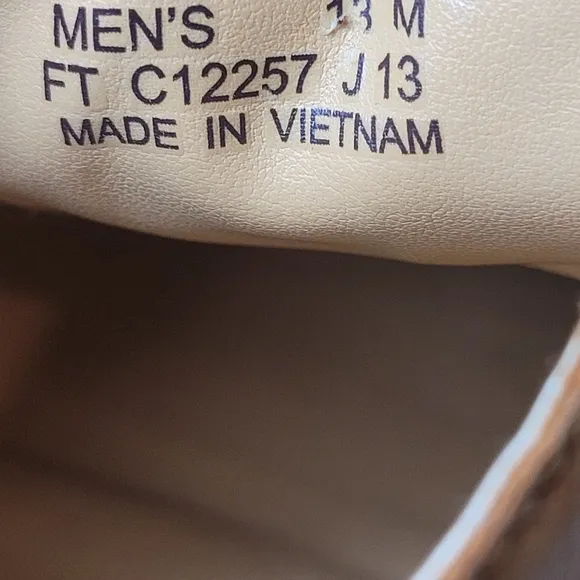 MEN'S 13 M
FT C12257 J13
MADE IN VIETNAM